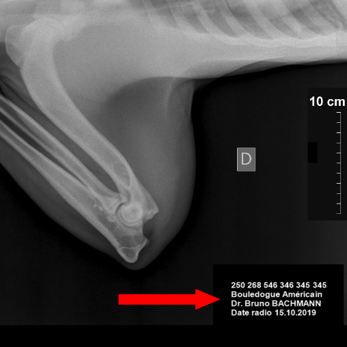 10 cm
D
250 268 546 346 345 345
Bouledogue Américain
Dr. Bruno BACHMANN
Date radio 15.10.2019